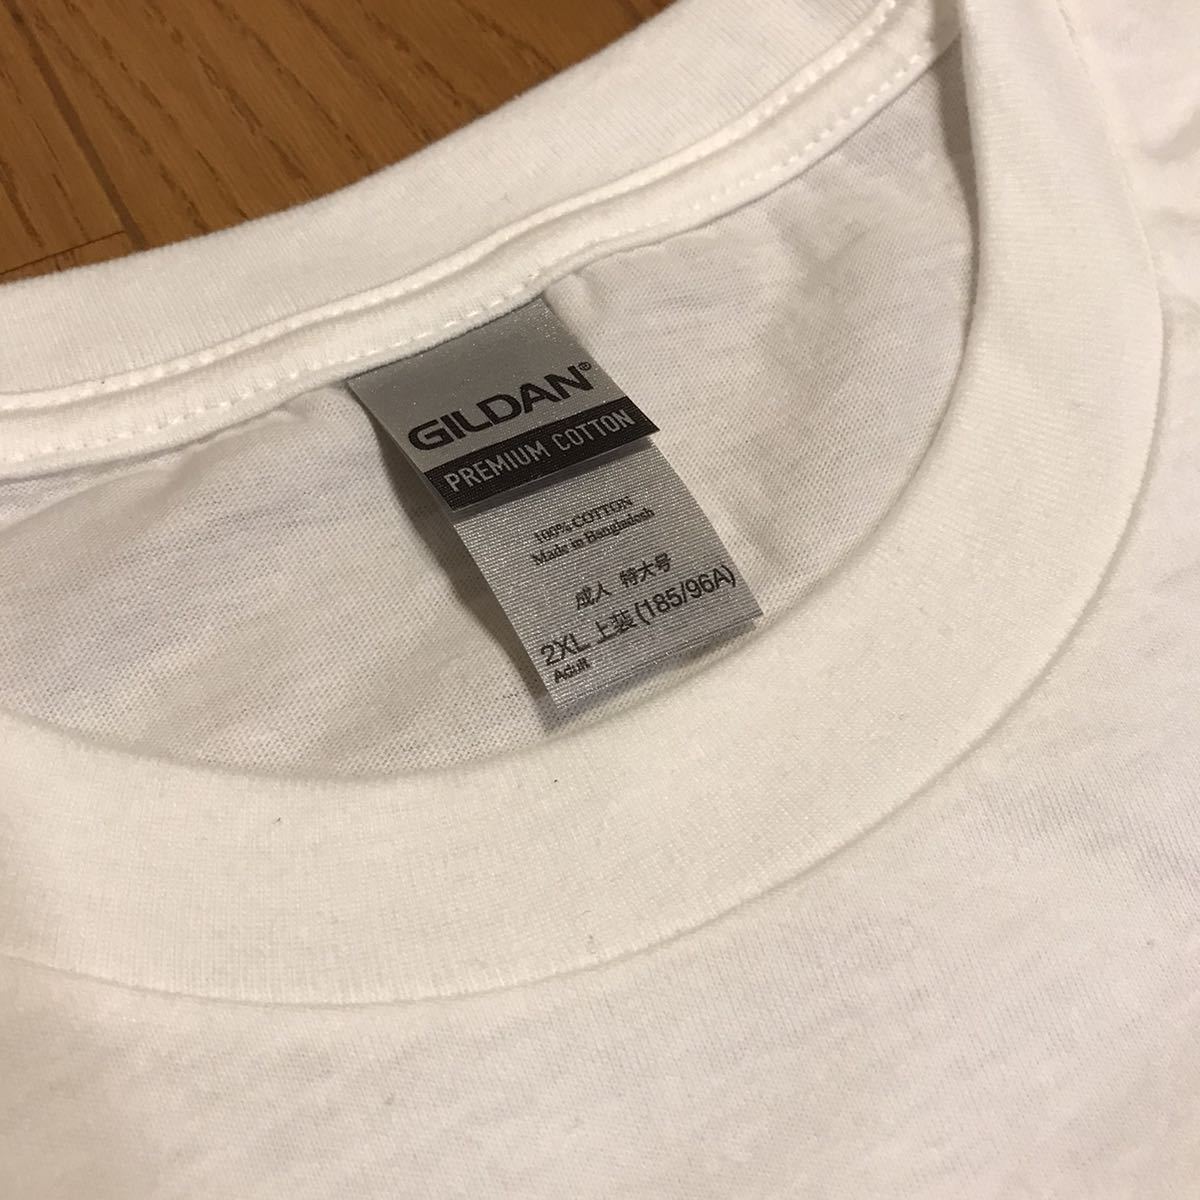 GILDAN®
PREMIUM COTTON
100% COTTON
Made in Bangladesh
成人 特大号
2XL 上装(185/96A)
Adult